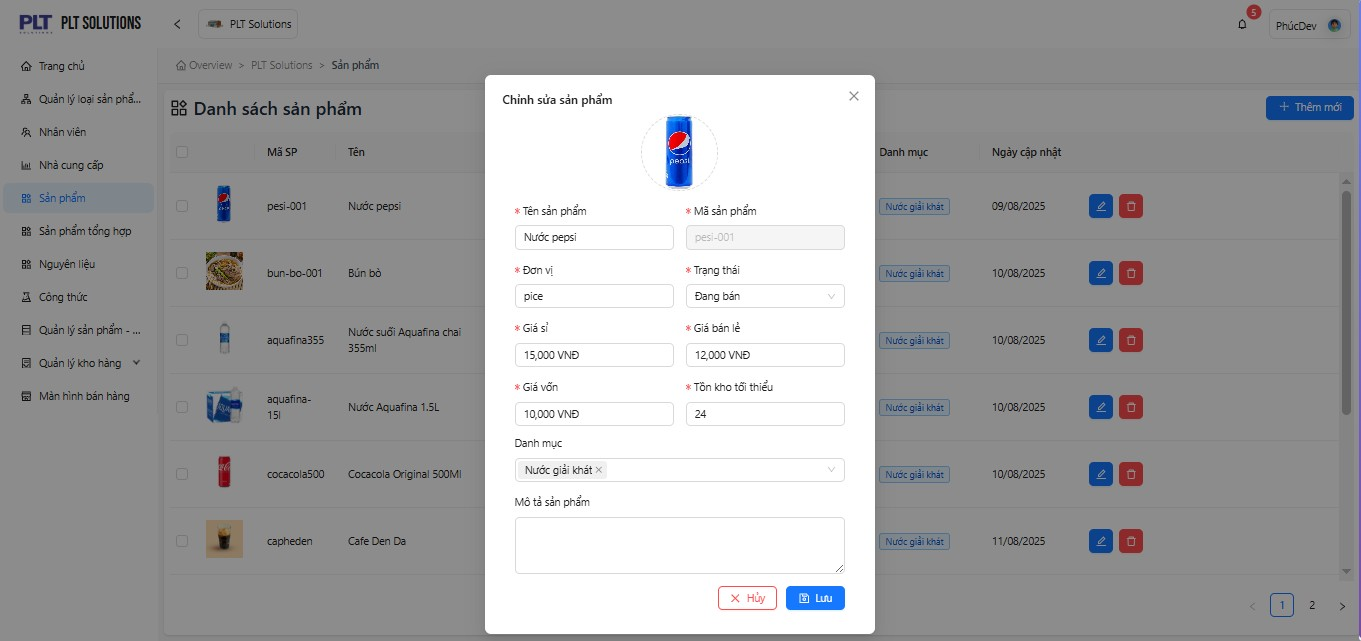 PLT
SOLUTIONS
PLT SOLUTIONS
PLT Solutions
5
PhúcDev
Trang chủ
Quản lý loại sản phẩ...
Nhân viên
Nhà cung cấp
Sản phẩm
Sản phẩm tổng hợp
Nguyên liệu
Công thức
Quản lý sản phẩm - ...
Quản lý kho hàng
Màn hình bán hàng
Overview > PLT Solutions > Sản phẩm
Danh sách sản phẩm
Thêm mới
Mã SP Tên Danh mục Ngày cập nhật
pesi-001 Nước pepsi Nước giải khát 09/08/2025
bun-bo-001 Bún bò Nước giải khát 10/08/2025
aquafina355 Nước suối Aquafina chai 355ml Nước giải khát 10/08/2025
aquafina-15l Nước Aquafina 1.5L Nước giải khát 10/08/2025
cocacola500 Cocacola Original 500Ml Nước giải khát 10/08/2025
capheden Cafe Den Da Nước giải khát 11/08/2025
1 2
Chỉnh sửa sản phẩm
pepsi
* Tên sản phẩm * Mã sản phẩm
Nước pepsi pesi-001
* Đơn vị * Trạng thái
pice Đang bán
* Giá sỉ * Giá bán lẻ
15,000 VNĐ 12,000 VNĐ
* Giá vốn * Tồn kho tối thiểu
10,000 VNĐ 24
Danh mục
Nước giải khát
Mô tả sản phẩm
Hủy Lưu